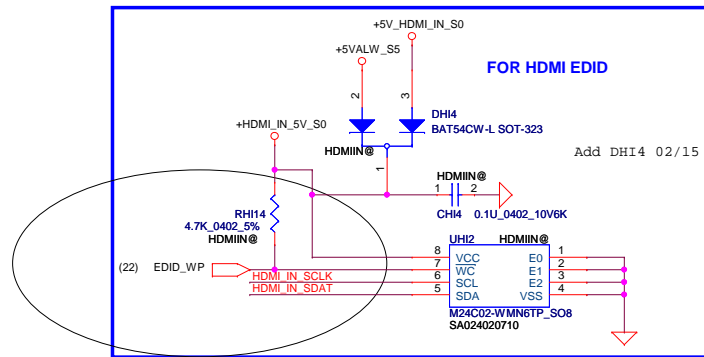 +5V_HDMI_IN_S0
+5VALW_S5
FOR HDMI EDID
2
3
DHI4
BAT54CW-L SOT-323
+HDMI_IN_5V_S0
HDMIIN@
1
Add DHI4 02/15
HDMIIN@
1
2
CHI4
0.1U_0402_10V6K
RHI14
4.7K_0402_5%
HDMIIN@
UHI2
HDMIIN@
(22)
EDID_WP
HDMI_IN_SCLK
HDMI_IN_SDAT
8 VCC E0 1
7 WC E1 2
6 SCL E2 3
5 SDA VSS 4
M24C02-WMN6TP_SO8
SA024020710